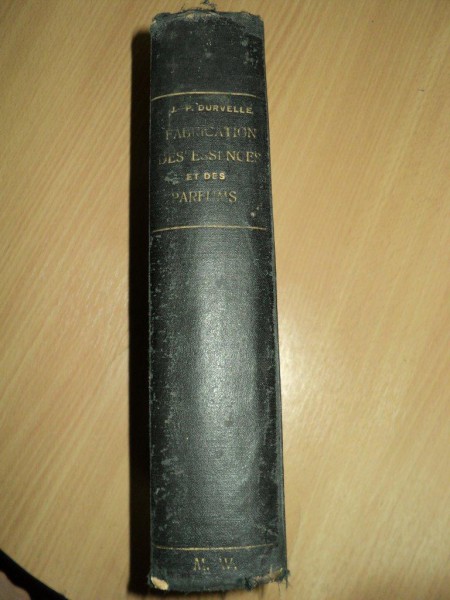 J. P. DURVELLE
FABRICATION
DES ESSENCES
ET DES
PARFUMS
M. W.